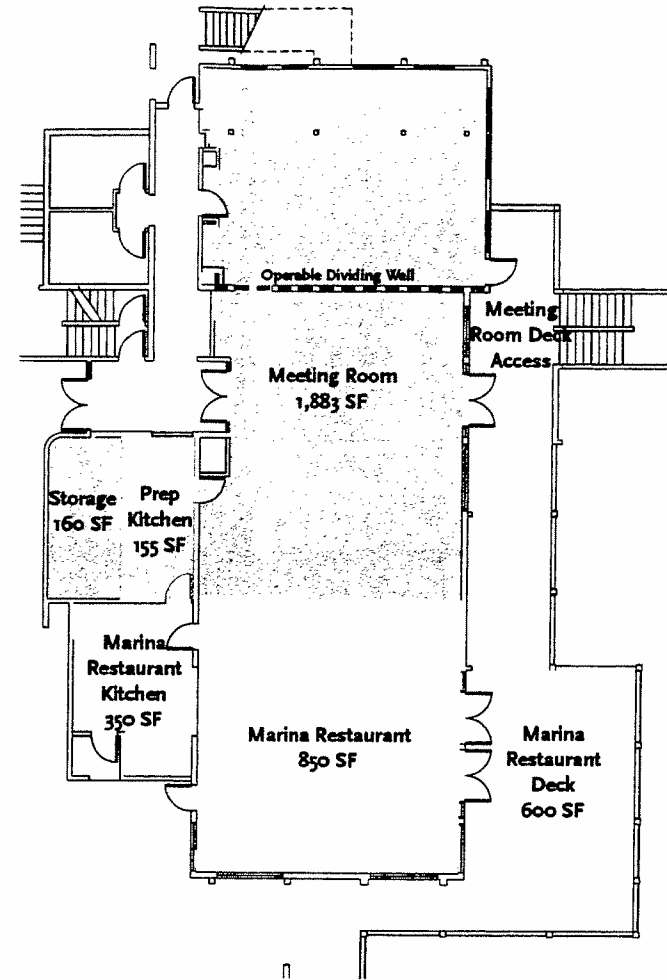 Operable Dividing Wall
Meeting
Room Deck
Access
Meeting Room
1,883 SF
Storage
160 SF
Prep
Kitchen
155 SF
Marina
Restaurant
Kitchen
350 SF
Marina Restaurant
850 SF
Marina
Restaurant
Deck
600 SF